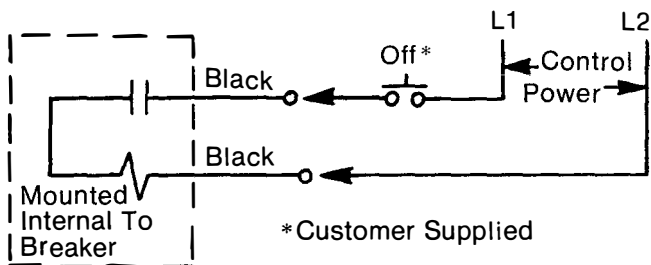 L1
L2
Off*
Control
Power
Black
Black
Mounted
Internal To
Breaker
*Customer Supplied